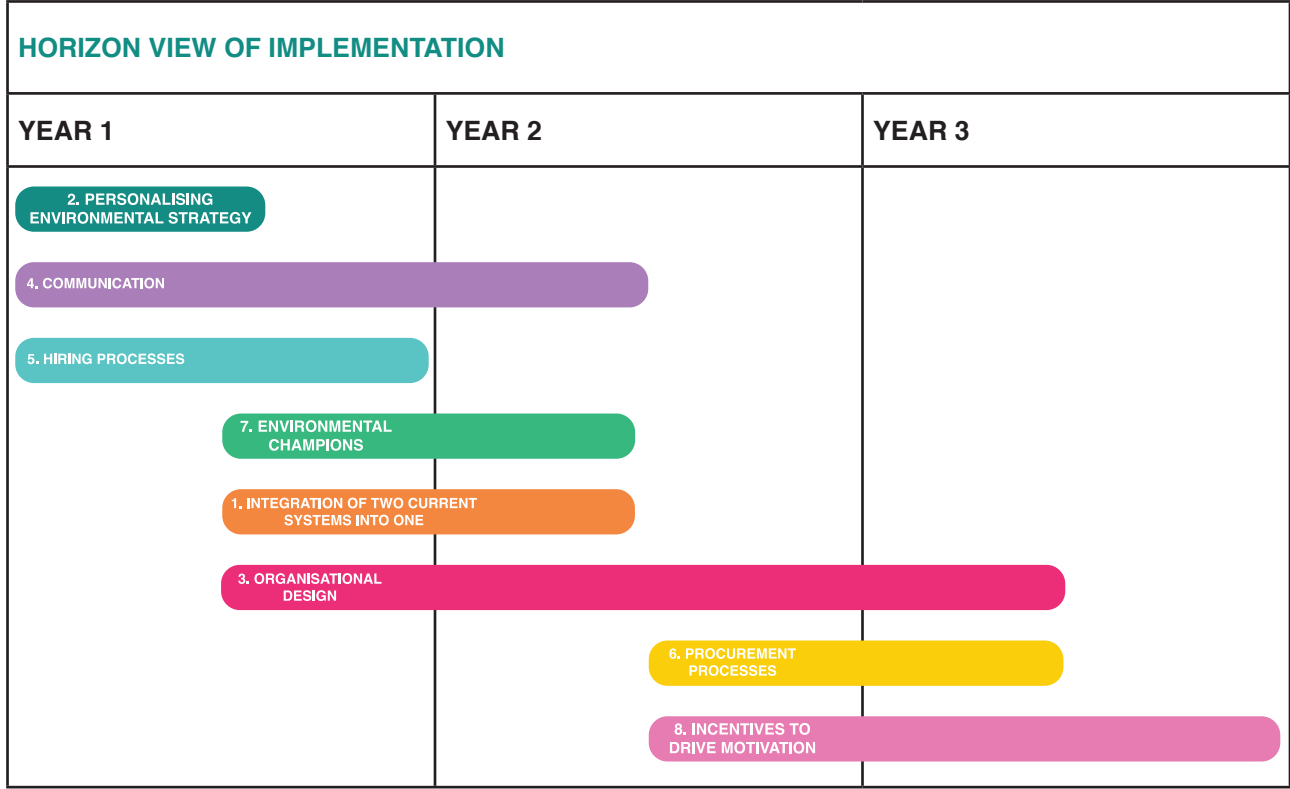 HORIZON VIEW OF IMPLEMENTATION
YEAR 1
YEAR 2
YEAR 3
2. PERSONALISING
ENVIRONMENTAL STRATEGY
4. COMMUNICATION
5. HIRING PROCESSES
7. ENVIRONMENTAL
CHAMPIONS
1. INTEGRATION OF TWO CURRENT
SYSTEMS INTO ONE
3. ORGANISATIONAL
DESIGN
6. PROCUREMENT
PROCESSES
8. INCENTIVES TO
DRIVE MOTIVATION